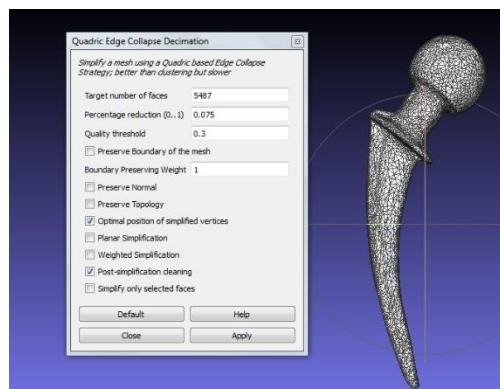 Quadric Edge Collapse Decimation
Simplify a mesh using a Quadric based Edge Collapse
Strategy; better than clustering but slower
Target number of faces 5487
Percentage reduction (0..1) 0.075
Quality threshold 0.3
Preserve Boundary of the mesh
Boundary Preserving Weight 1
Preserve Normal
Preserve Topology
Optimal position of simplified vertices
Planar Simplification
Weighted Simplification
Post-simplification cleaning
Simplify only selected faces
Default Help
Close Apply